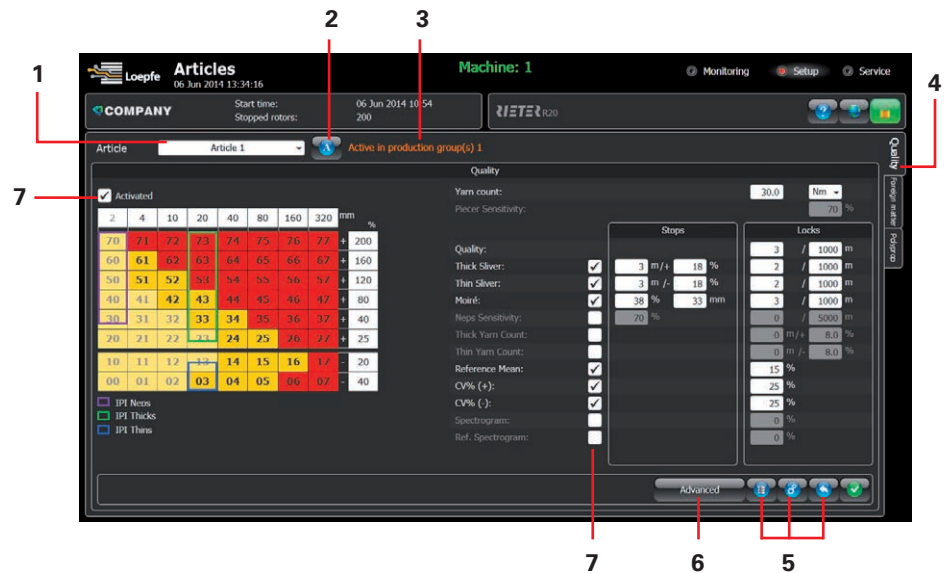 2
3
1
Loepfe
Articles
06 Jun 2014 13:34:16
Machine: 1
Monitoring
Setup
Service
4
COMPANY
Start time:
06 Jun 2014 10:54
Stopped rotors:
200
RIETER R20
?
Article
Article 1
A
Active in production group(s) 1
Quality
Foreign matter
Polyprop
Quality
7
Activated
Yarn count:
30.0
Nm
Piecer Sensitivity:
70 %
Stops
Locks
2 4 10 20 40 80 160 320 mm
%
70 71 72 73 74 75 76 77 + 200
60 61 62 63 64 65 66 67 + 160
50 51 52 53 54 55 56 57 + 120
40 41 42 43 44 45 46 47 + 80
30 31 32 33 34 35 36 37 + 40
20 21 22 23 24 25 26 27 + 25
10 11 12 13 14 15 16 17 - 20
00 01 02 03 04 05 06 07 - 40
IPI Neps
IPI Thicks
IPI Thins
Quality: 3 / 1000 m
Thick Sliver: 3 m/+ 18 % 2 / 1000 m
Thin Sliver: 3 m /- 18 % 2 / 1000 m
Moiré: 38 % 33 mm 3 / 1000 m
Neps Sensitivity: 70 % 0 / 5000 m
Thick Yarn Count: 0 m/+ 8.0 %
Thin Yarn Count: 0 m /- 8.0 %
Reference Mean: 15 %
CV% (+): 25 %
CV% (-): 25 %
Spectrogram: 0 %
Ref. Spectrogram: 0 %
Advanced
7
6
5